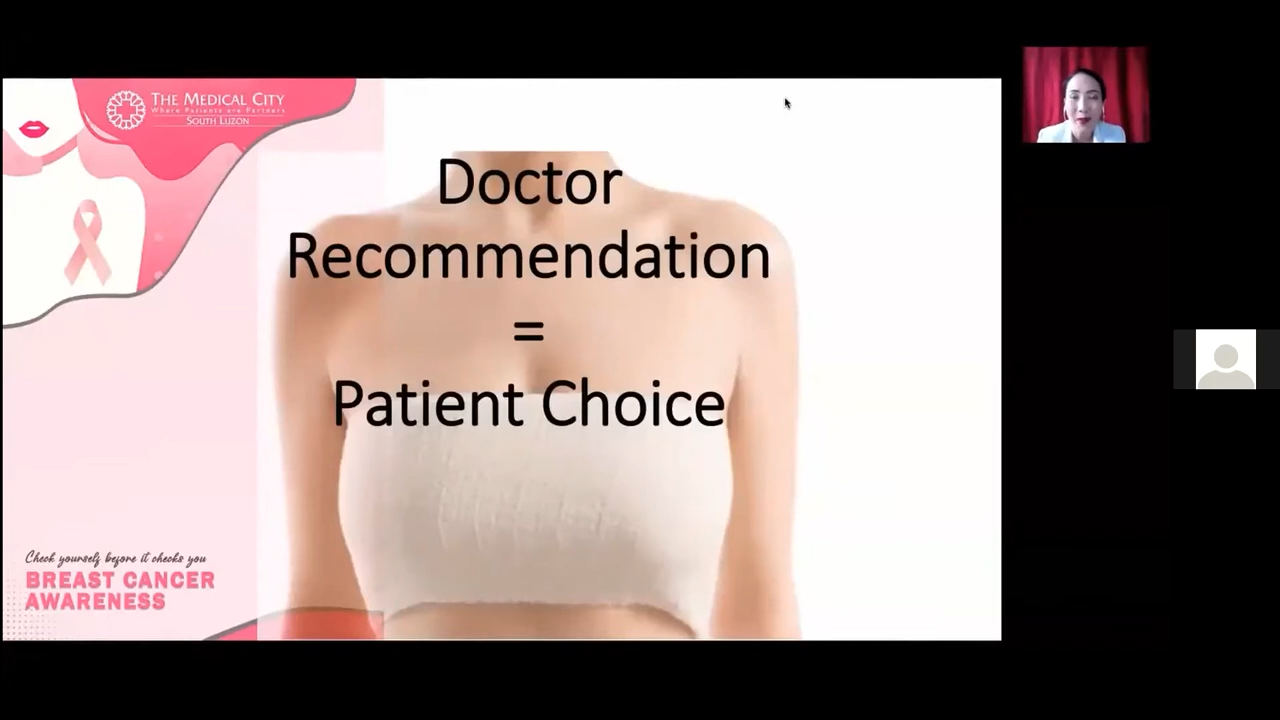 THE MEDICAL CITY
Where Patients are Partners
SOUTH LUZON
Doctor
Recommendation
=
Patient Choice
Check yourself before it checks you
BREAST CANCER
AWARENESS